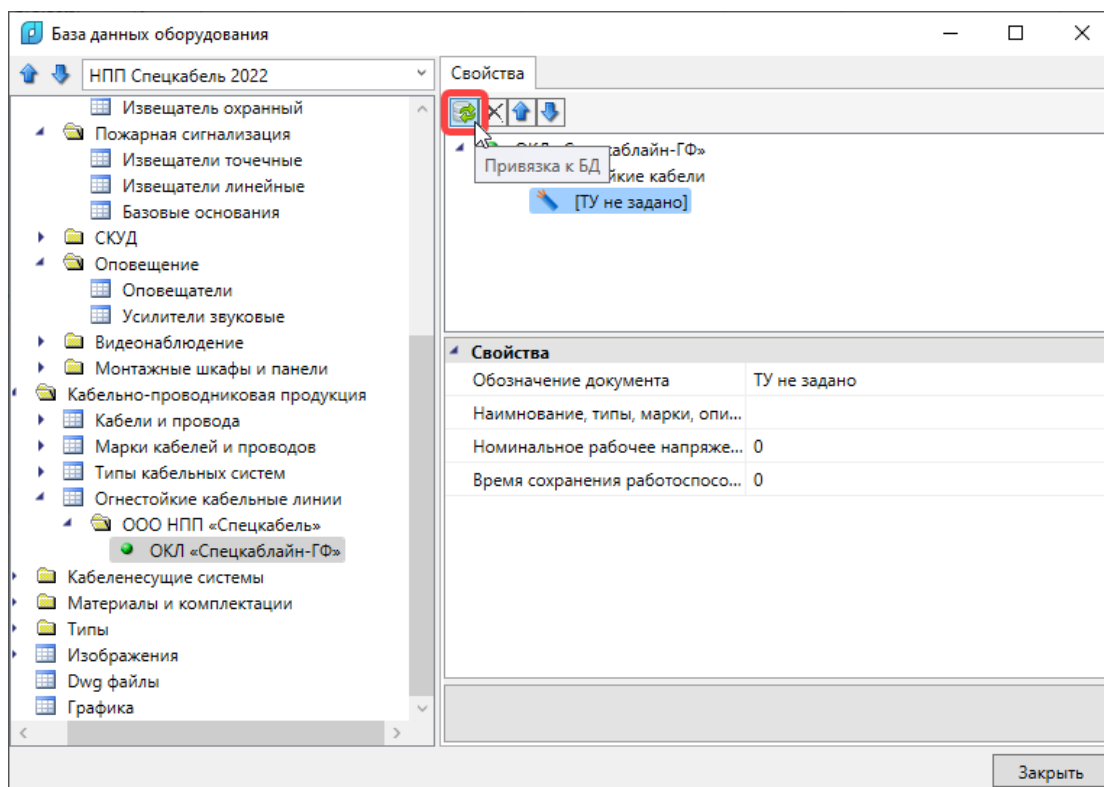 База данных оборудования
НПП Спецкабель 2022
Извещатель охранный
Пожарная сигнализация
Извещатели точечные
Извещатели линейные
Базовые основания
СКУД
Оповещение
Оповещатели
Усилители звуковые
Видеонаблюдение
Монтажные шкафы и панели
Кабельно-проводниковая продукция
Кабели и провода
Марки кабелей и проводов
Типы кабельных систем
Огнестойкие кабельные линии
ООО НПП «Спецкабель»
ОКЛ «Спецкаблайн-ГФ»
Кабеленесущие системы
Материалы и комплектации
Типы
Изображения
Dwg файлы
Графика
Свойства
каблайн-ГФ»
Привязка к БД
йкие кабели
[ТУ не задано]
Свойства
Обозначение документа ТУ не задано
Наимнование, типы, марки, опи...
Номинальное рабочее напряже... 0
Время сохранения работоспосо... 0
Закрыть